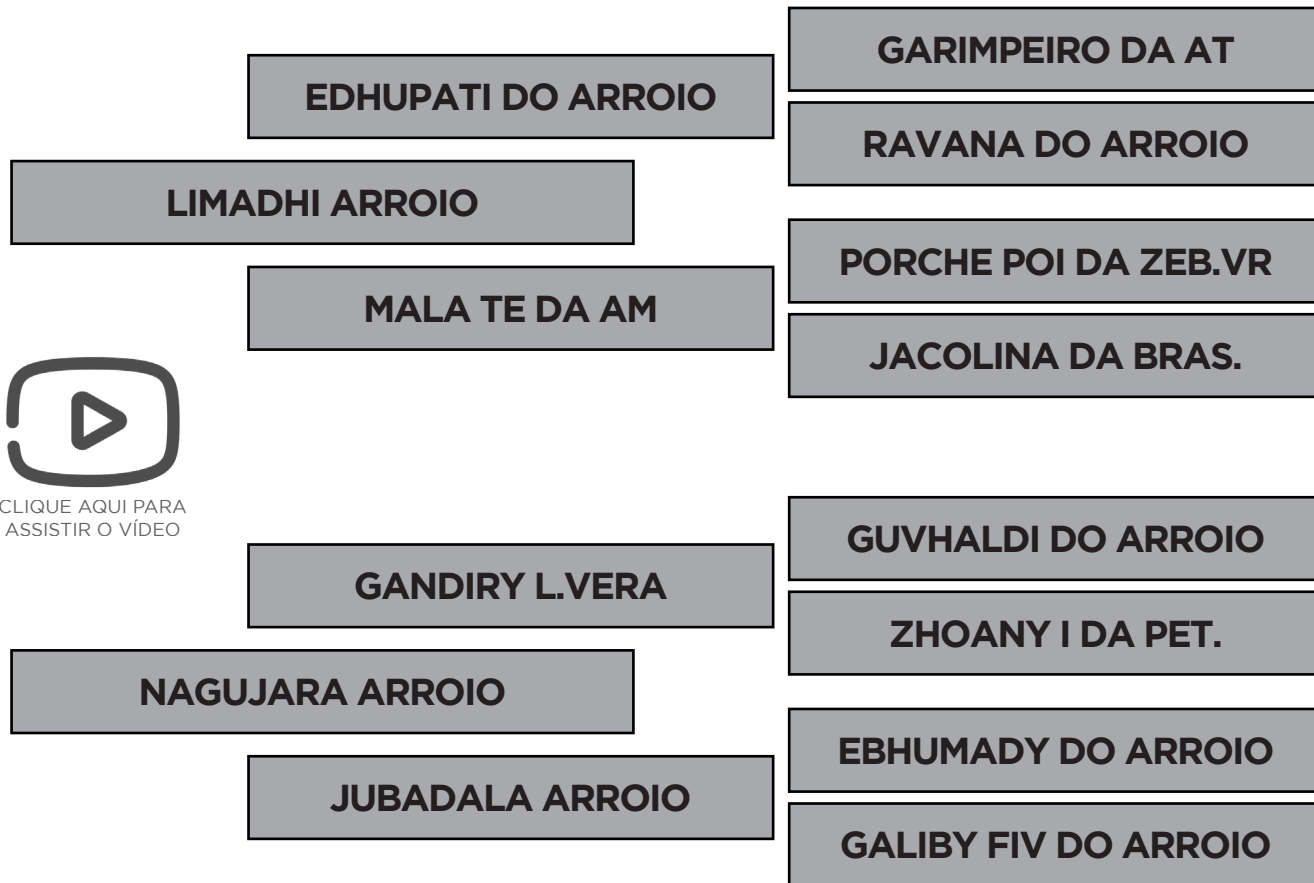 GARIMPEIRO DA AT
EDHUPATI DO ARROIO
RAVANA DO ARROIO
LIMADHI ARROIO
PORCHE POI DA ZEB.VR
MALA TE DA AM
JACOLINA DA BRAS.
CLIQUE AQUI PARA
ASSISTIR O VÍDEO
GUVHALDI DO ARROIO
GANDIRY L.VERA
ZHOANY I DA PET.
NAGUJARA ARROIO
EBHUMADY DO ARROIO
JUBADALA ARROIO
GALIBY FIV DO ARROIO